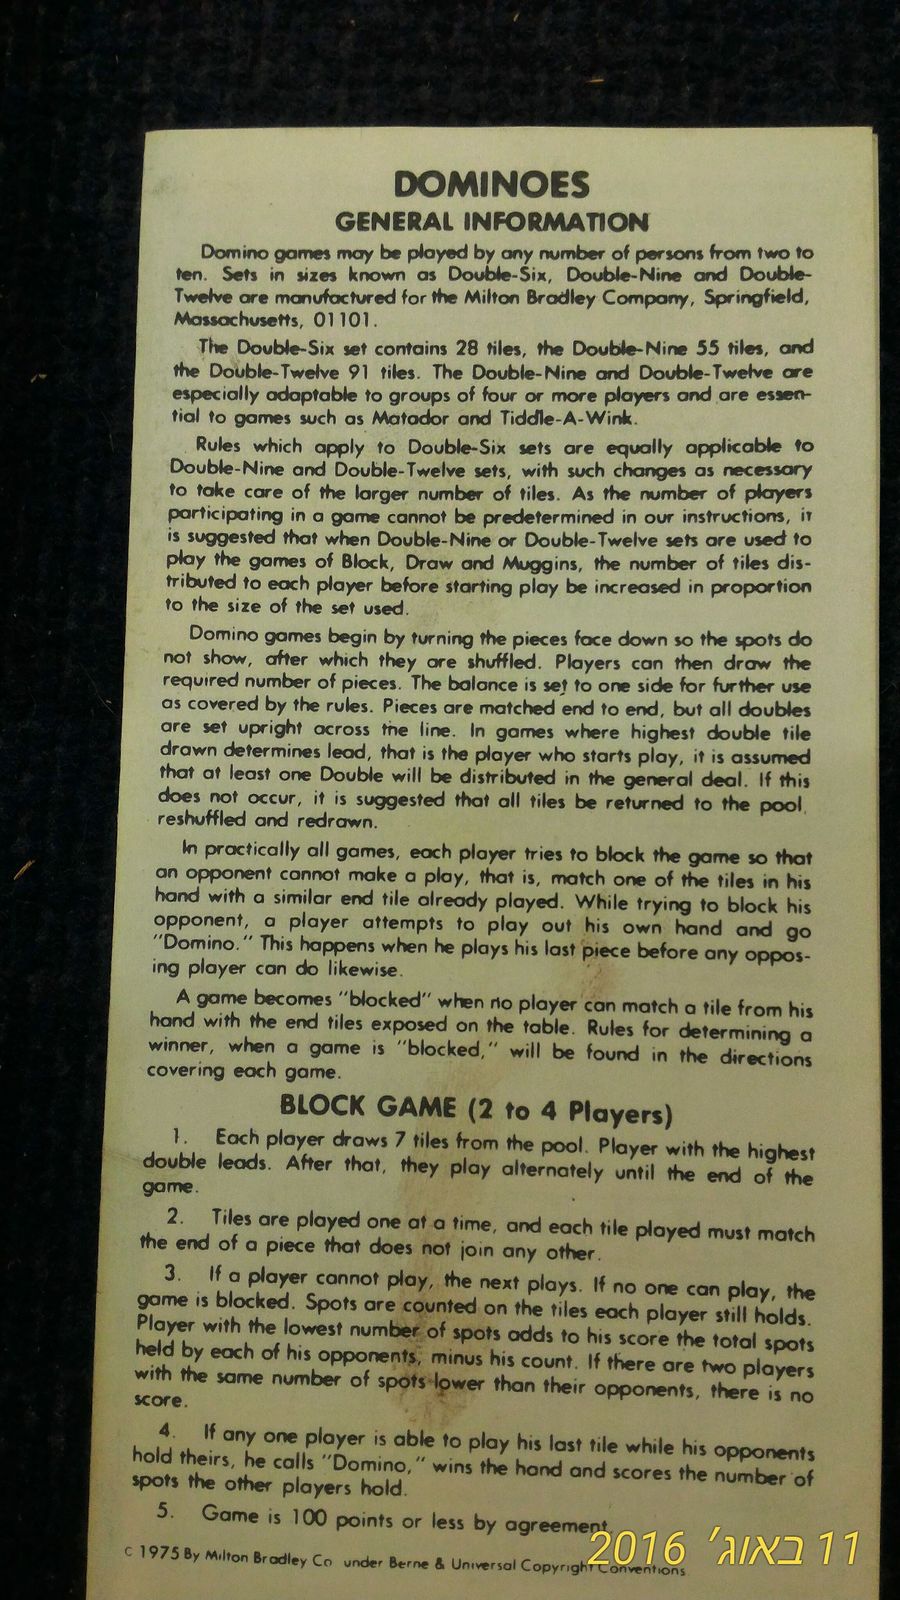 DOMINOES
GENERAL INFORMATION
Domino games may be played by any number of persons from two to
ten. Sets in sizes known as Double-Six, Double-Nine and Double-
Twelve are manufactured for the Milton Bradley Company, Springfield,
Massachusetts, 01101.
The Double-Six set contains 28 tiles, the Double-Nine 55 tiles, and
the Double-Twelve 91 tiles. The Double-Nine and Double-Twelve are
especially adaptable to groups of four or more players and are essen-
tial to games such as Matador and Tiddle-A-Wink.
Rules which apply to Double-Six sets are equally applicable to
Double-Nine and Double-Twelve sets, with such changes as necessary
to take care of the larger number of tiles. As the number of players
participating in a game cannot be predetermined in our instructions, it
is suggested that when Double-Nine or Double-Twelve sets are used to
play the games of Block, Draw and Muggins, the number of tiles dis-
tributed to each player before starting play be increased in proportion
to the size of the set used.
Domino games begin by turning the pieces face down so the spots do
not show, after which they are shuffled. Players can then draw the
required number of pieces. The balance is set to one side for further use
as covered by the rules. Pieces are matched end to end, but all doubles
are set upright across the line. In games where highest double tile
drawn determines lead, that is the player who starts play, it is assumed
that at least one Double will be distributed in the general deal. If this
does not occur, it is suggested that all tiles be returned to the pool,
reshuffled and redrawn.
In practically all games, each player tries to block the game so that
an opponent cannot make a play, that is, match one of the tiles in his
hand with a similar end tile already played. While trying to block his
opponent, a player attempts to play out his own hand and go
"Domino." This happens when he plays his last piece before any oppos-
ing player can do likewise.
A game becomes "blocked" when no player can match a tile from his
hand with the end tiles exposed on the table. Rules for determining a
winner, when a game is "blocked," will be found in the directions
covering each game.
BLOCK GAME (2 to 4 Players)
1. Each player draws 7 tiles from the pool. Player with the highest
double leads. After that, they play alternately until the end of the
game.
2. Tiles are played one at a time, and each tile played must match
the end of a piece that does not join any other.
3. If a player cannot play, the next plays. If no one can play, the
game is blocked. Spots are counted on the tiles each player still holds.
Player with the lowest number of spots adds to his score the total spots
held by each of his opponents, minus his count. If there are two players
with the same number of spots lower than their opponents, there is no
score.
4. If any one player is able to play his last tile while his opponents
hold theirs, he calls "Domino," wins the hand and scores the number of
spots the other players hold.
5. Game is 100 points or less by agreement
c 1975 By Milton Bradley Co under Berne & Universal Copyright Conventions
11 באוג׳ 2016